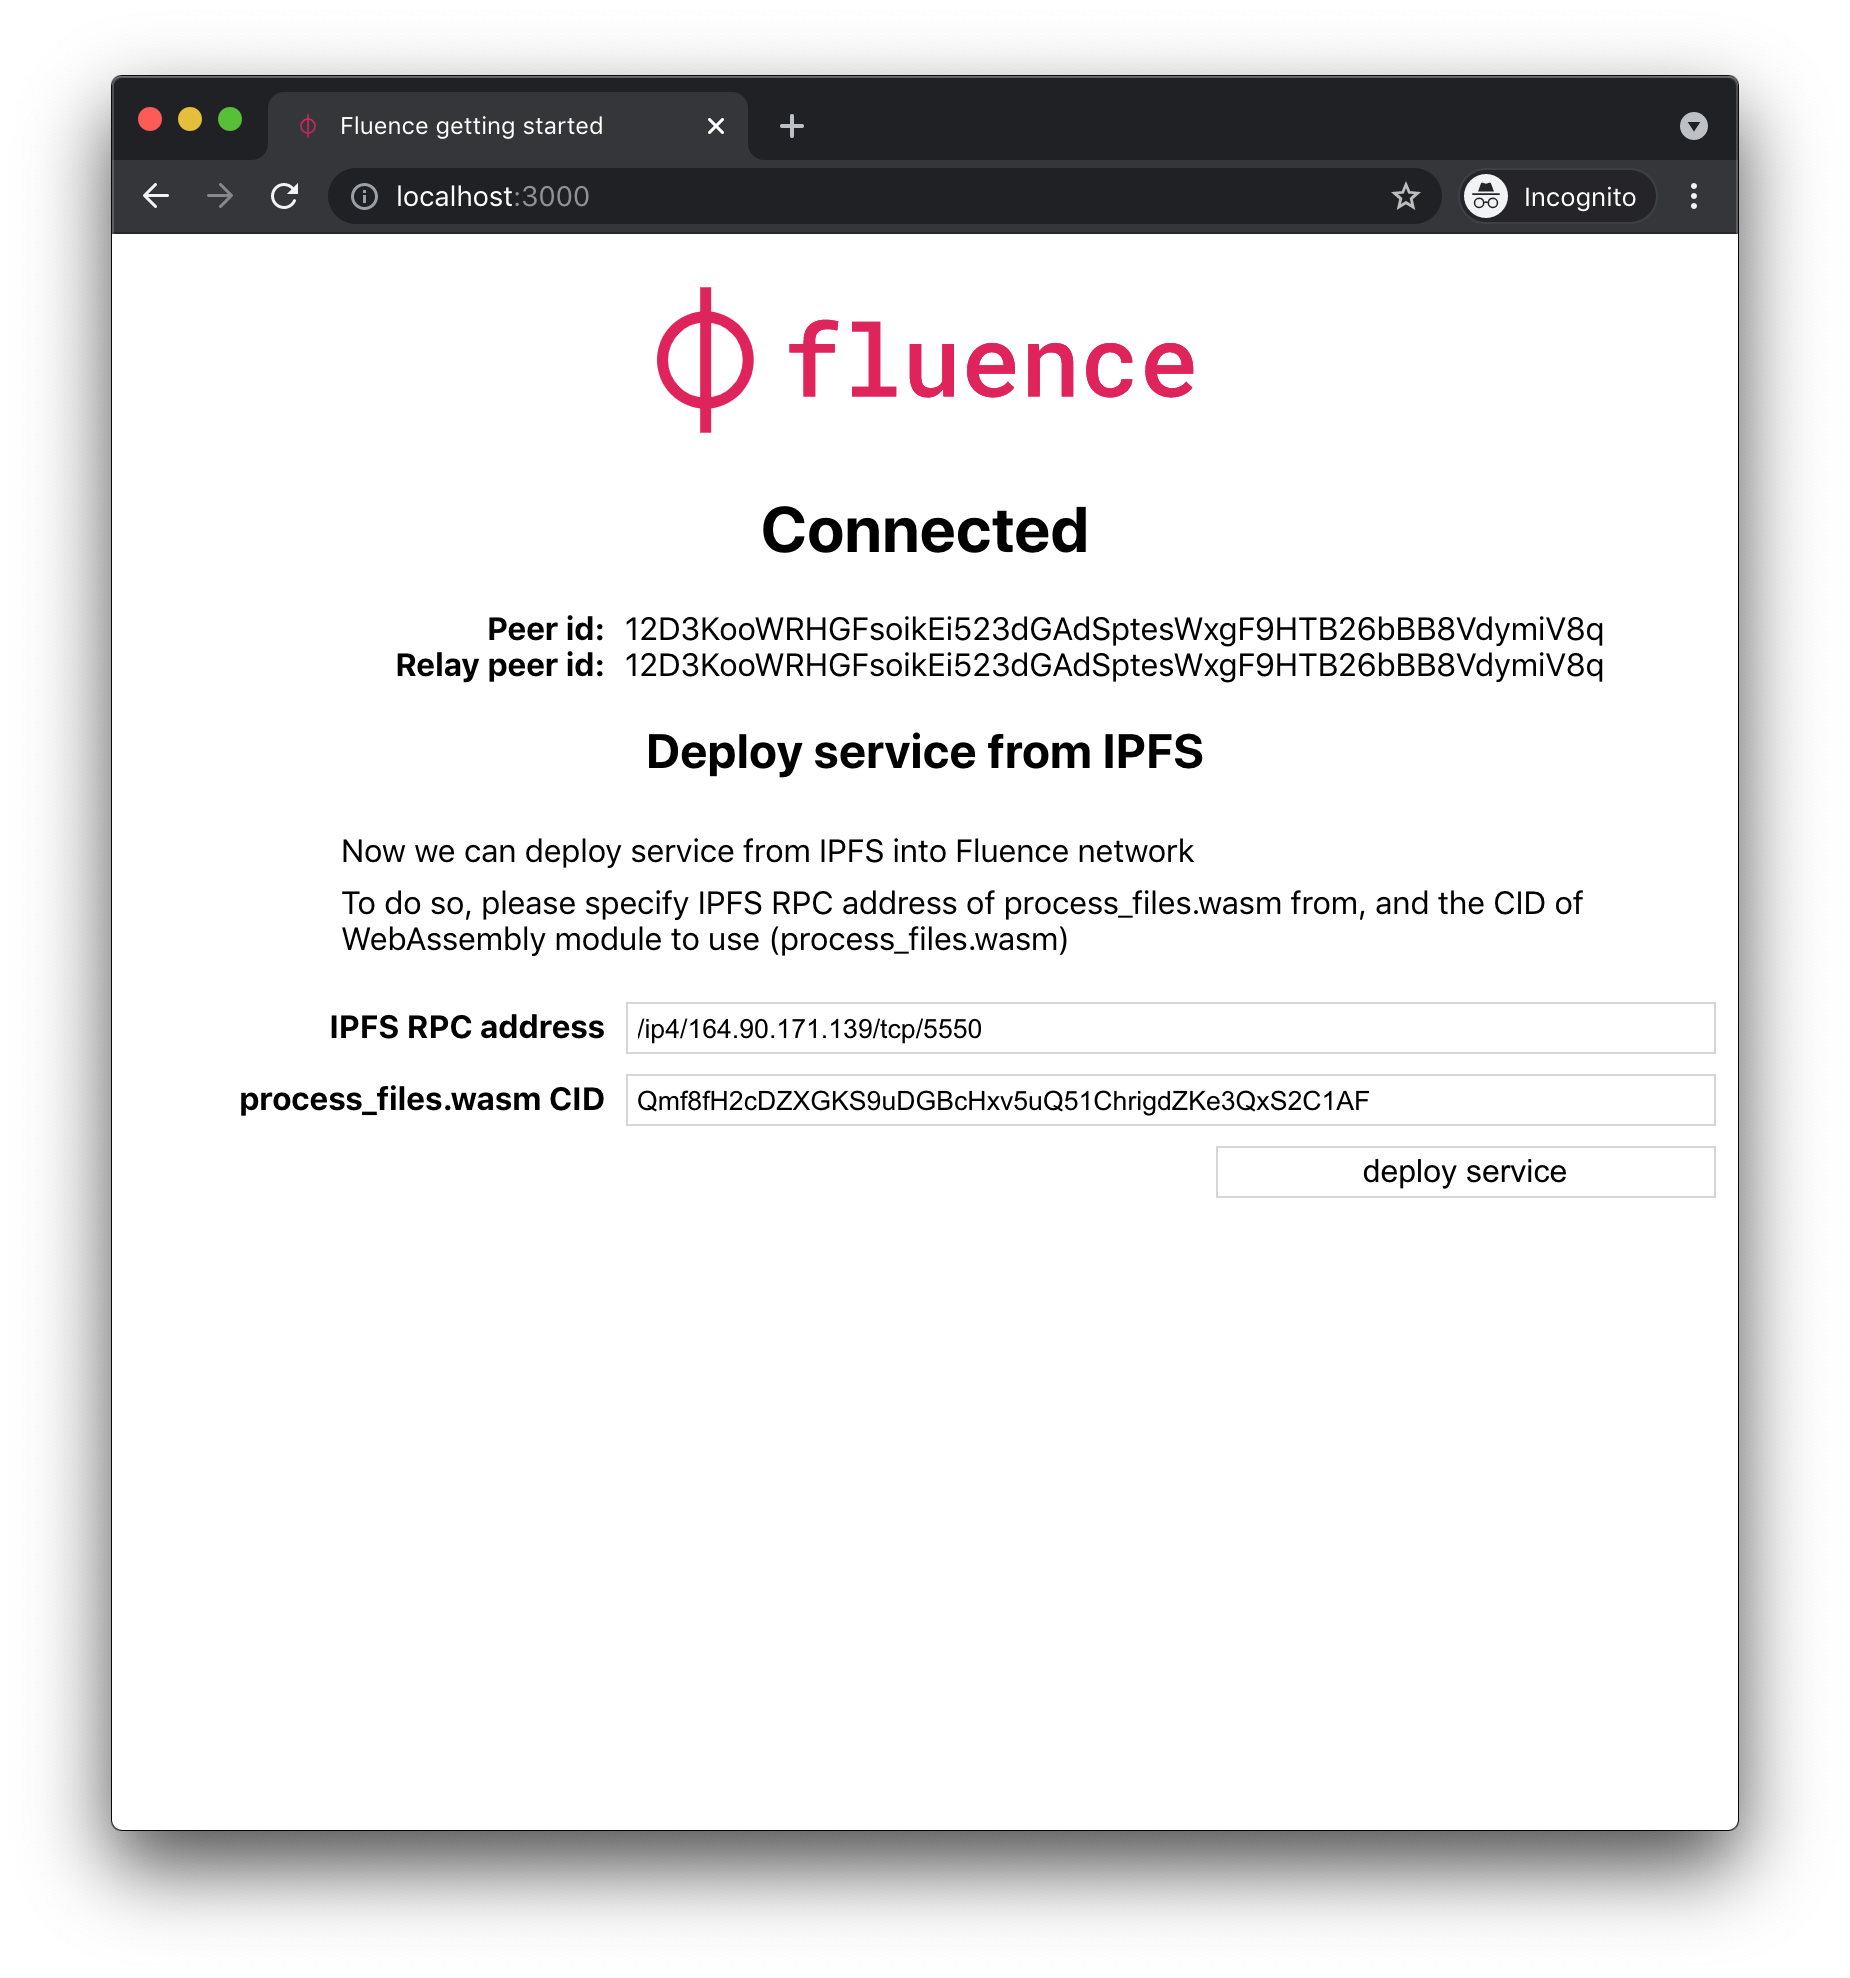 Fluence getting started
localhost:3000
Incognito
fluence
Connected
Peer id: 12D3KooWRHGFsoikEi523dGAdSptesWxgF9HTB26bBB8VdymiV8q
Relay peer id: 12D3KooWRHGFsoikEi523dGAdSptesWxgF9HTB26bBB8VdymiV8q
Deploy service from IPFS
Now we can deploy service from IPFS into Fluence network
To do so, please specify IPFS RPC address of process_files.wasm from, and the CID of
WebAssembly module to use (process_files.wasm)
IPFS RPC address /ip4/164.90.171.139/tcp/5550
process_files.wasm CID Qmf8fH2cDZXGKS9uDGBcHxv5uQ51ChrigdZKe3QxS2C1AF
deploy service